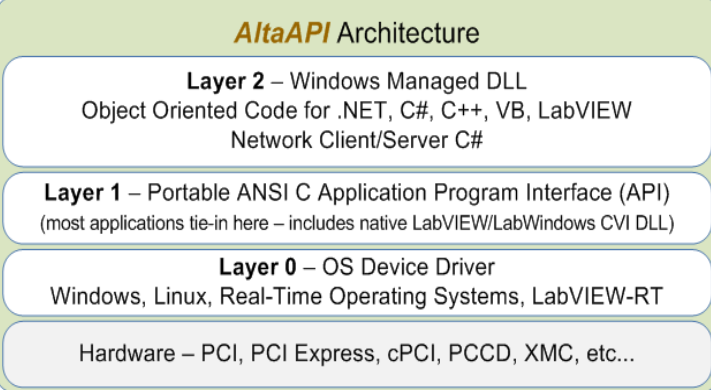 AltaAPI Architecture
Layer 2 – Windows Managed DLL
Object Oriented Code for .NET, C#, C++, VB, LabVIEW
Network Client/Server C#
Layer 1 – Portable ANSI C Application Program Interface (API)
(most applications tie-in here – includes native LabVIEW/LabWindows CVI DLL)
Layer 0 – OS Device Driver
Windows, Linux, Real-Time Operating Systems, LabVIEW-RT
Hardware – PCI, PCI Express, cPCI, PCCD, XMC, etc...